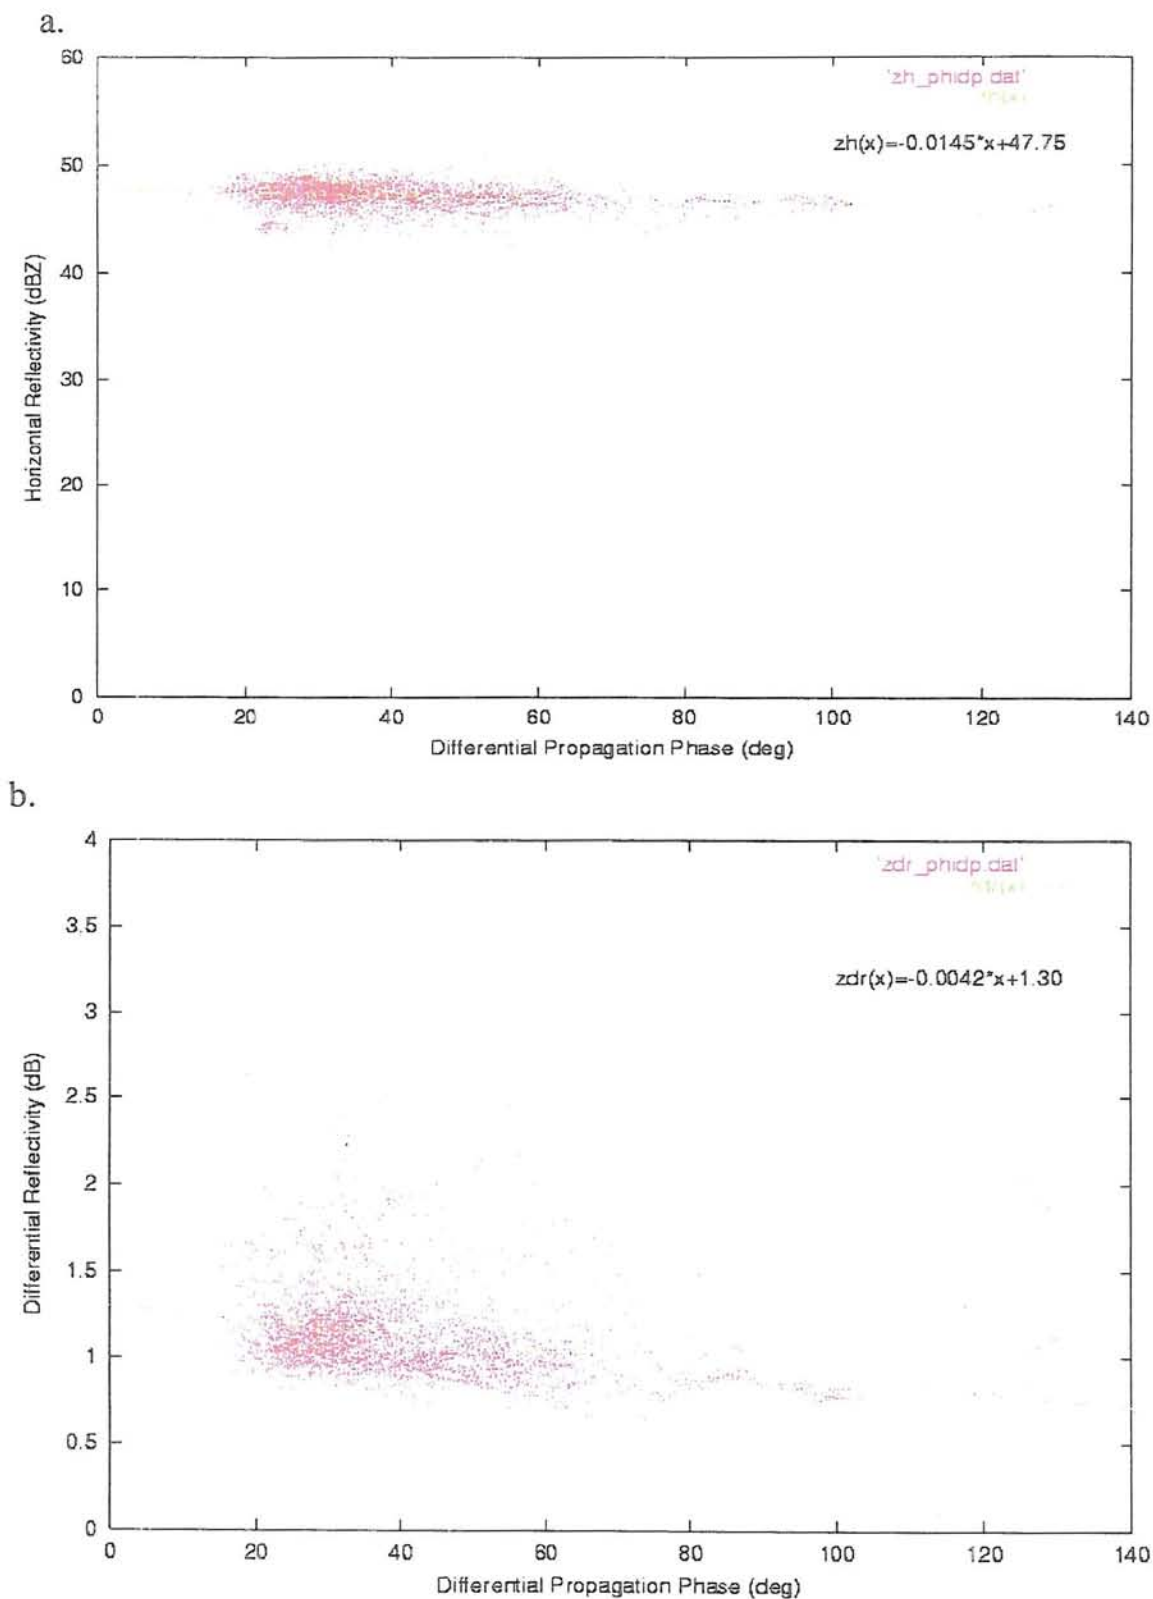 a.
60
'zh_phidp.dat'
zh(x)=-0.0145*x+47.75
50
40
30
20
10
0
Horizontal Reflectivity (dBZ)
0 20 40 60 80 100 120 140
Differential Propagation Phase (deg)
b.
4
'zdr_phidp.dat'
3.5
zdr(x)=-0.0042*x+1.30
3
2.5
2
1.5
1
0.5
0
Differential Reflectivity (dB)
0 20 40 60 80 100 120 140
Differential Propagation Phase (deg)